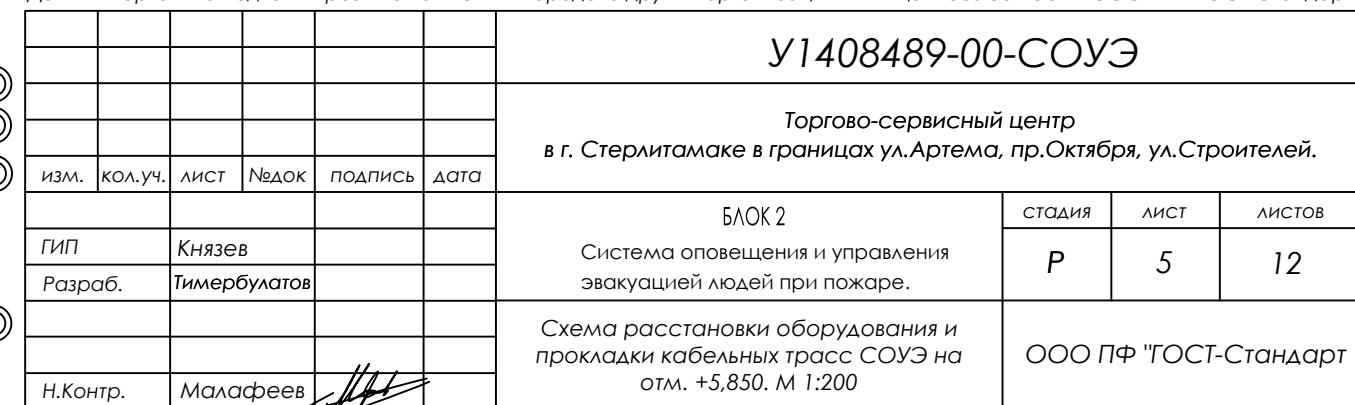 У1408489-00-СОУЭ
Торгово-сервисный центр
в г. Стерлитамаке в границах ул.Артема, пр.Октября, ул.Строителей.
изм. кол.уч. лист №док подпись дата
БЛОК 2
Система оповещения и управления
эвакуацией людей при пожаре.
стадия лист листов
Р 5 12
ГИП Князев
Разраб. Тимербулатов
Схема расстановки оборудования и
прокладки кабельных трасс СОУЭ на
отм. +5,850. М 1:200
ООО ПФ "ГОСТ-Стандарт
Н.Контр. Малафеев